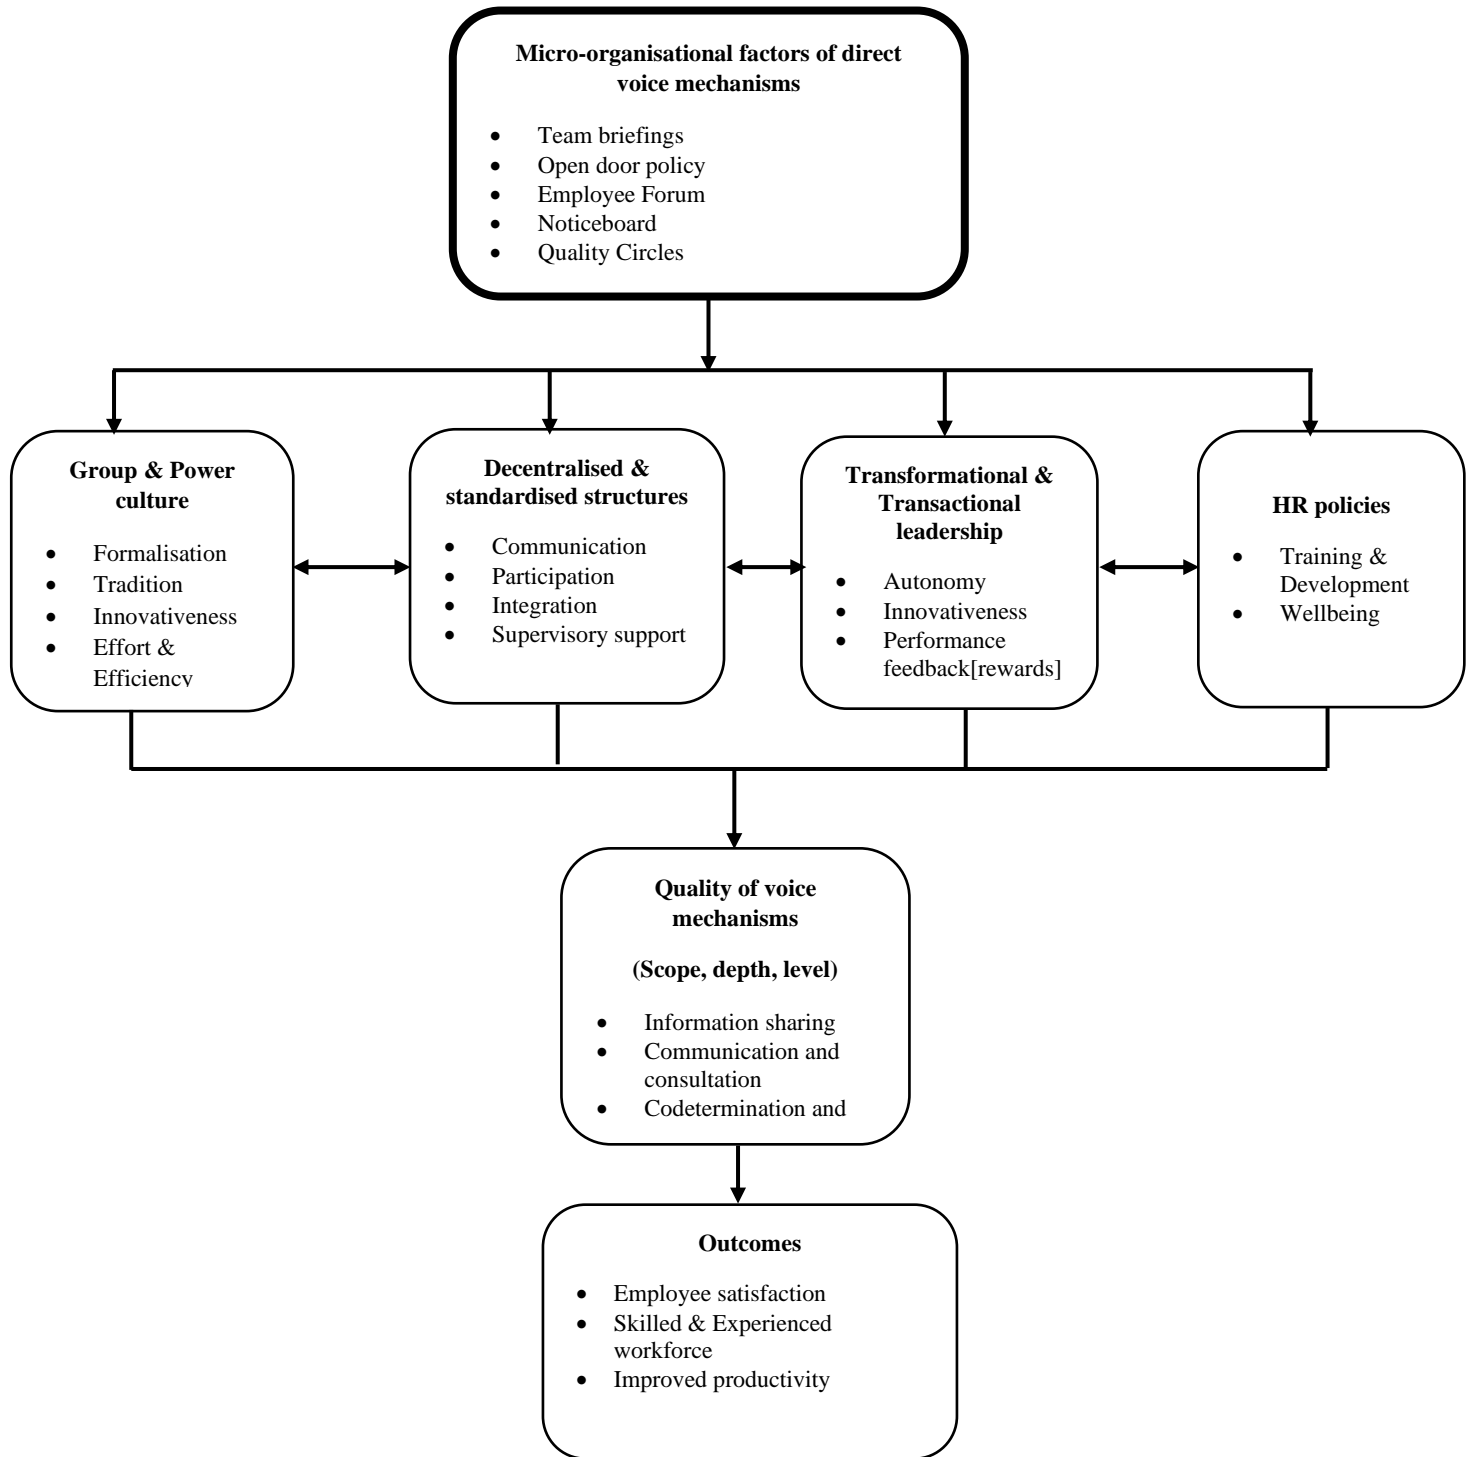 Micro-organisational factors of direct
voice mechanisms
• Team briefings
• Open door policy
• Employee Forum
• Noticeboard
• Quality Circles
Group & Power
culture
• Formalisation
• Tradition
• Innovativeness
• Effort &
Efficiency
Decentralised &
standardised structures
• Communication
• Participation
• Integration
• Supervisory support
Transformational &
Transactional
leadership
• Autonomy
• Innovativeness
• Performance
feedback[rewards]
HR policies
• Training &
Development
• Wellbeing
Quality of voice
mechanisms
(Scope, depth, level)
• Information sharing
• Communication and
consultation
• Codetermination and
Outcomes
• Employee satisfaction
• Skilled & Experienced
workforce
• Improved productivity